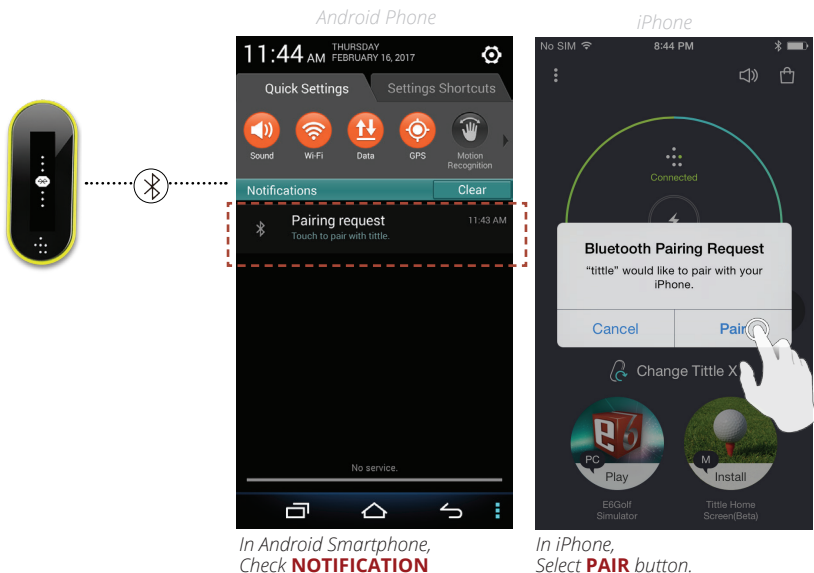 Android Phone
11:44 AM THURSDAY
FEBRUARY 16, 2017
Quick Settings
Settings Shortcuts
Sound
Wi-Fi
Data
GPS
Motion
Recognition
Notifications
Clear
Pairing request
11:43 AM
Touch to pair with tittle.
No service.
In Android Smartphone,
Check NOTIFICATION
iPhone
No SIM
8:44 PM
Connected
Bluetooth Pairing Request
“tittle” would like to pair with your
iPhone.
Cancel
Pair
Change Tittle X
e6
PC
Play
M
Install
E6Golf
Simulator
Tittle Home
Screen(Beta)
In iPhone,
Select PAIR button.